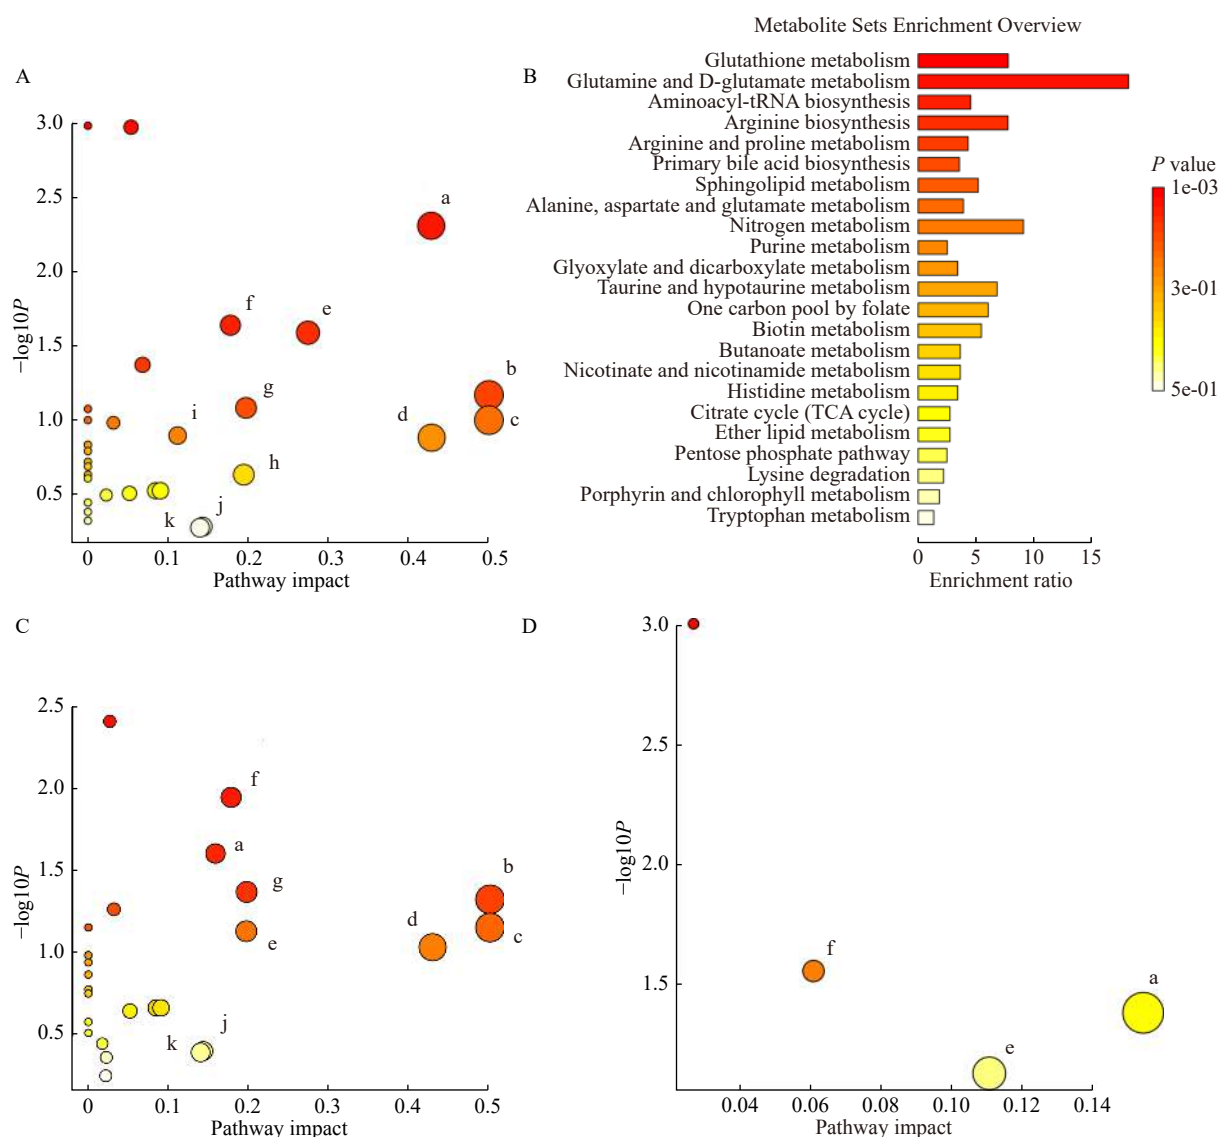 Metabolite Sets Enrichment Overview
A
B
3.0
2.5
2.0
1.5
1.0
0.5
−log10P
a
f
e
b
g
d
c
i
h
j
k
0
0.1
0.2
0.3
0.4
0.5
Pathway impact
Glutathione metabolism
Glutamine and D-glutamate metabolism
Aminoacyl-tRNA biosynthesis
Arginine biosynthesis
Arginine and proline metabolism
Primary bile acid biosynthesis
Sphingolipid metabolism
Alanine, aspartate and glutamate metabolism
Nitrogen metabolism
Purine metabolism
Glyoxylate and dicarboxylate metabolism
Taurine and hypotaurine metabolism
One carbon pool by folate
Biotin metabolism
Butanoate metabolism
Nicotinate and nicotinamide metabolism
Histidine metabolism
Citrate cycle (TCA cycle)
Ether lipid metabolism
Pentose phosphate pathway
Lysine degradation
Porphyrin and chlorophyll metabolism
Tryptophan metabolism
0
5
10
15
Enrichment ratio
P value
1e-03
3e-01
5e-01
C
2.5
2.0
1.5
1.0
0.5
−log10P
f
a
g
e
b
d
c
j
k
0
0.1
0.2
0.3
0.4
0.5
Pathway impact
D
3.0
2.5
2.0
1.5
−log10P
f
a
e
0.04
0.06
0.08
0.10
0.12
0.14
Pathway impact